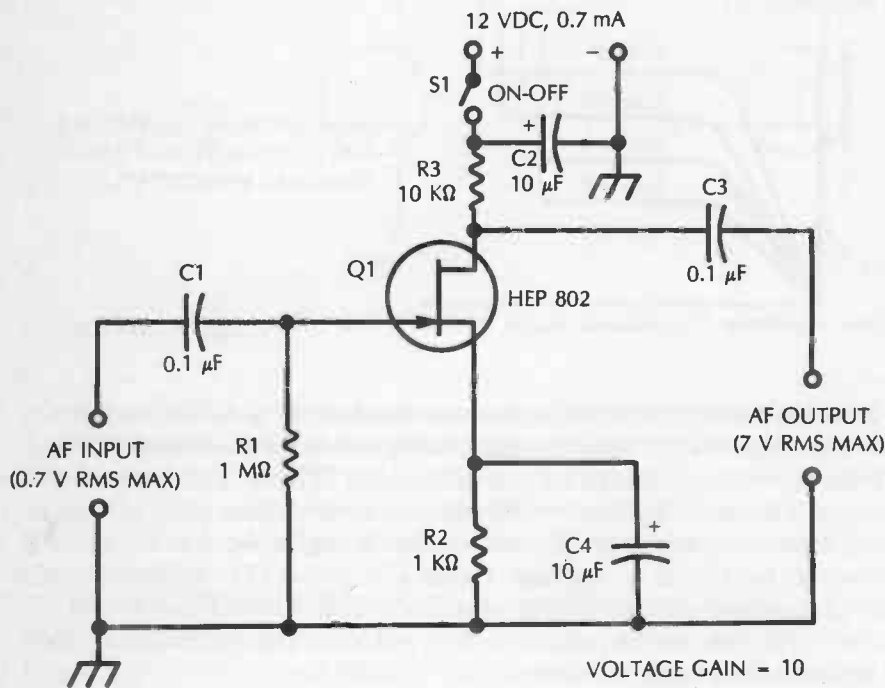 12 VDC, 0.7 mA
+
−
S1
ON-OFF
+
C2
10 µF
R3
10 KΩ
C3
0.1 µF
Q1
HEP 802
C1
0.1 µF
AF INPUT
(0.7 V RMS MAX)
R1
1 MΩ
AF OUTPUT
(7 V RMS MAX)
R2
1 KΩ
+
C4
10 µF
VOLTAGE GAIN = 10